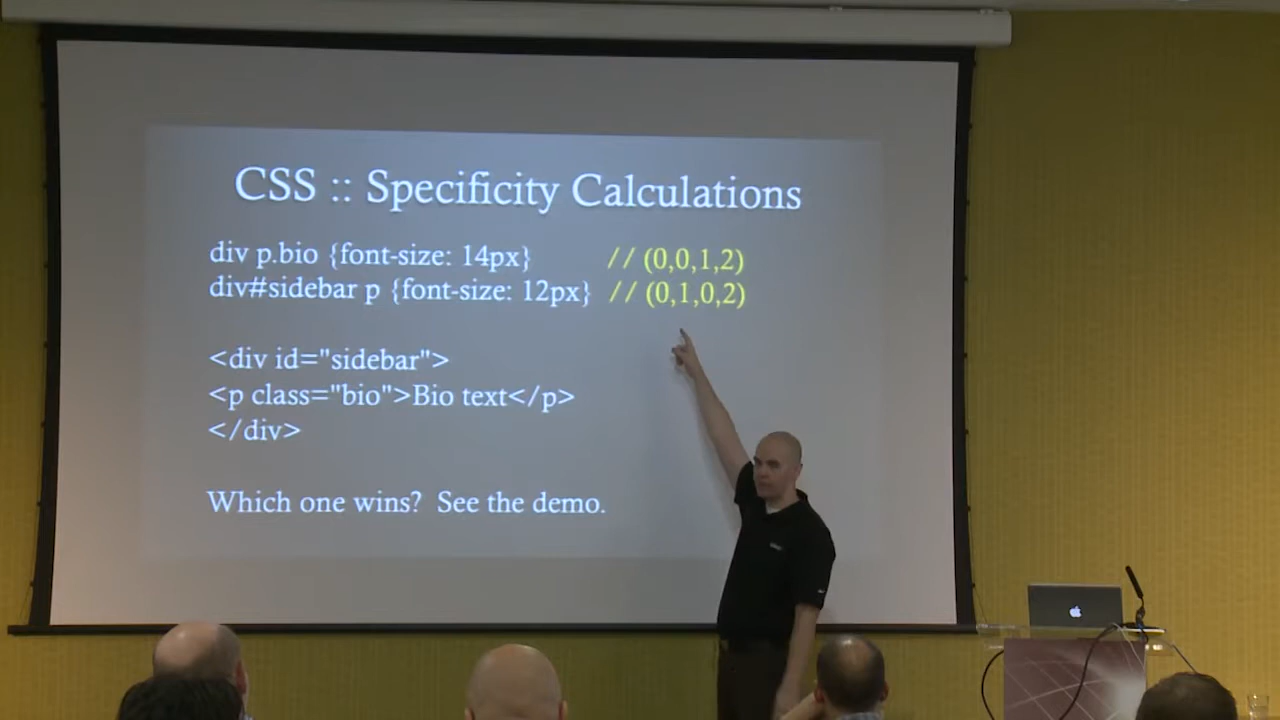 CSS :: Specificity Calculations
div p.bio {font-size: 14px} // (0,0,1,2)
div#sidebar p {font-size: 12px} // (0,1,0,2)
<div id="sidebar">
<p class="bio">Bio text</p>
</div>
Which one wins? See the demo.